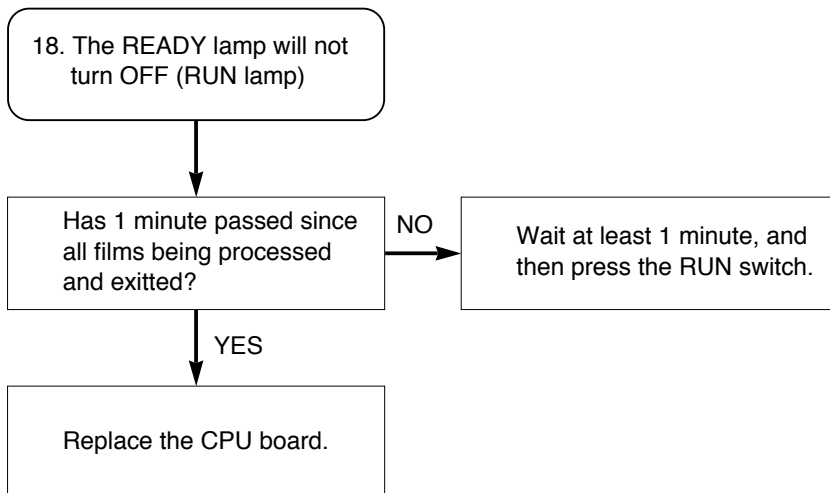 18. The READY lamp will not
turn OFF (RUN lamp)
Has 1 minute passed since
all films being processed
and exitted?
NO
Wait at least 1 minute, and
then press the RUN switch.
YES
Replace the CPU board.